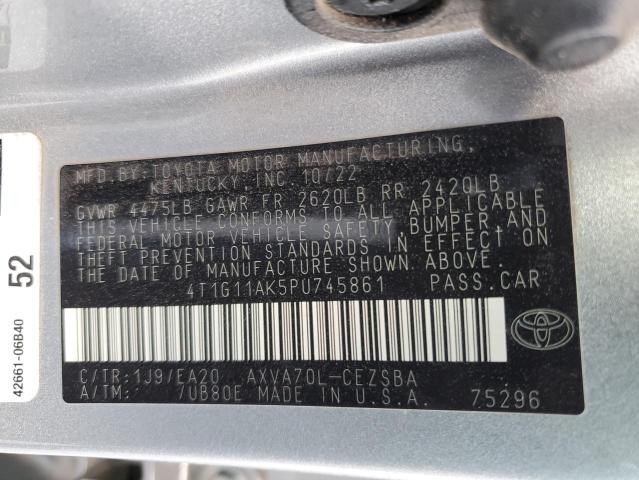 MFD. BY: TOYOTA MOTOR MANUFACTURING,
KENTUCKY, INC. 10/22
GVWR 4475LB GAWR FR 2620LB RR 2420LB
THIS VEHICLE CONFORMS TO ALL APPLICABLE
FEDERAL MOTOR VEHICLE SAFETY BUMPER, AND
THEFT PREVENTION STANDARDS IN EFFECT ON
THE DATE OF MANUFACTURE SHOWN ABOVE.
4T1G11AK5PU745861 PASS.CAR
C/TR: 1J9/EA20 AXVA70L-CEZSBA
A/TM: 7UB80E MADE IN U.S.A. 75296
52
42661-06B40